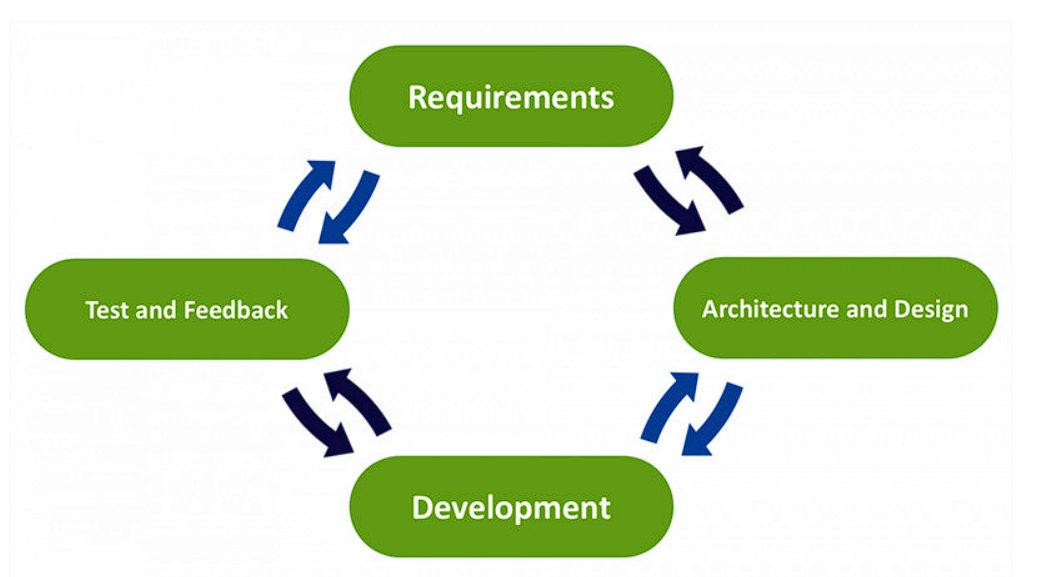 Requirements
Test and Feedback
Architecture and Design
Development